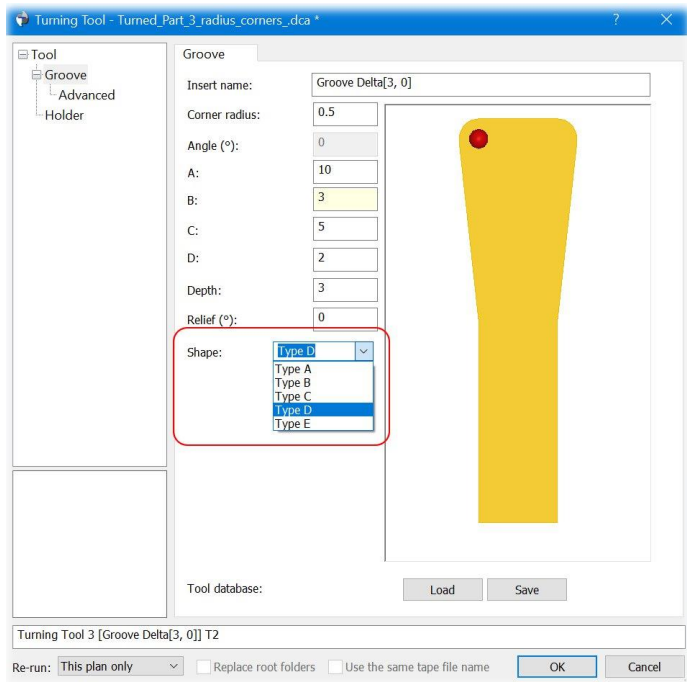 Turning Tool - Turned_Part_3_radius_corners_.dca *
?
Tool
Groove
Advanced
Holder
Groove
Insert name: Groove Delta[3, 0]
Corner radius: 0.5
Angle (º): 0
A: 10
B: 3
C: 5
D: 2
Depth: 3
Relief (º): 0
Shape: Type D
Type A
Type B
Type C
Type D
Type E
Tool database: Load Save
Turning Tool 3 [Groove Delta[3, 0]] T2
Re-run: This plan only Replace root folders Use the same tape file name OK Cancel